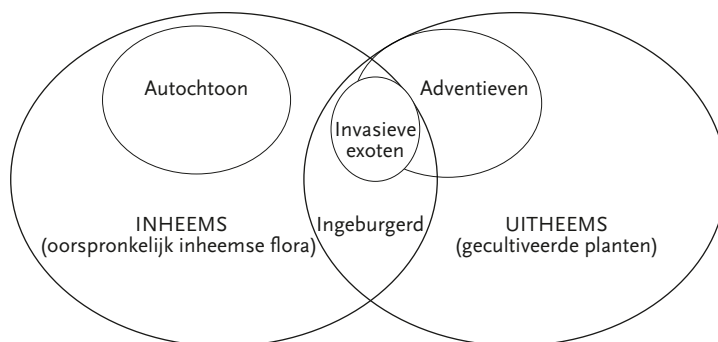 Autochtoon
Adventieven
Invasieve
exoten
INHEEMS
(oorspronkelijk inheemse flora)
Ingeburgerd
UITHEEMS
(gecultiveerde planten)